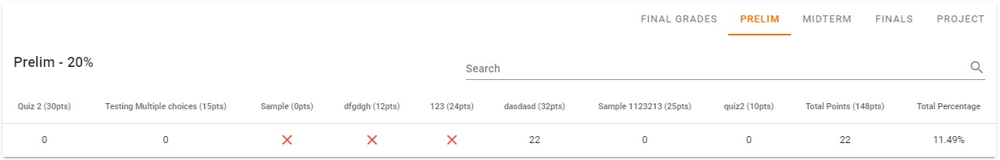 FINAL GRADES PRELIM MIDTERM FINALS PROJECT
Prelim - 20%
Search
Quiz 2 (30pts) Testing Multiple choices (15pts) Sample (0pts) dfgdgh (12pts) 123 (24pts) dasdasd (32pts) Sample 1123213 (25pts) quiz2 (10pts) Total Points (148pts) Total Percentage
0 0 22 0 0 22 11.49%